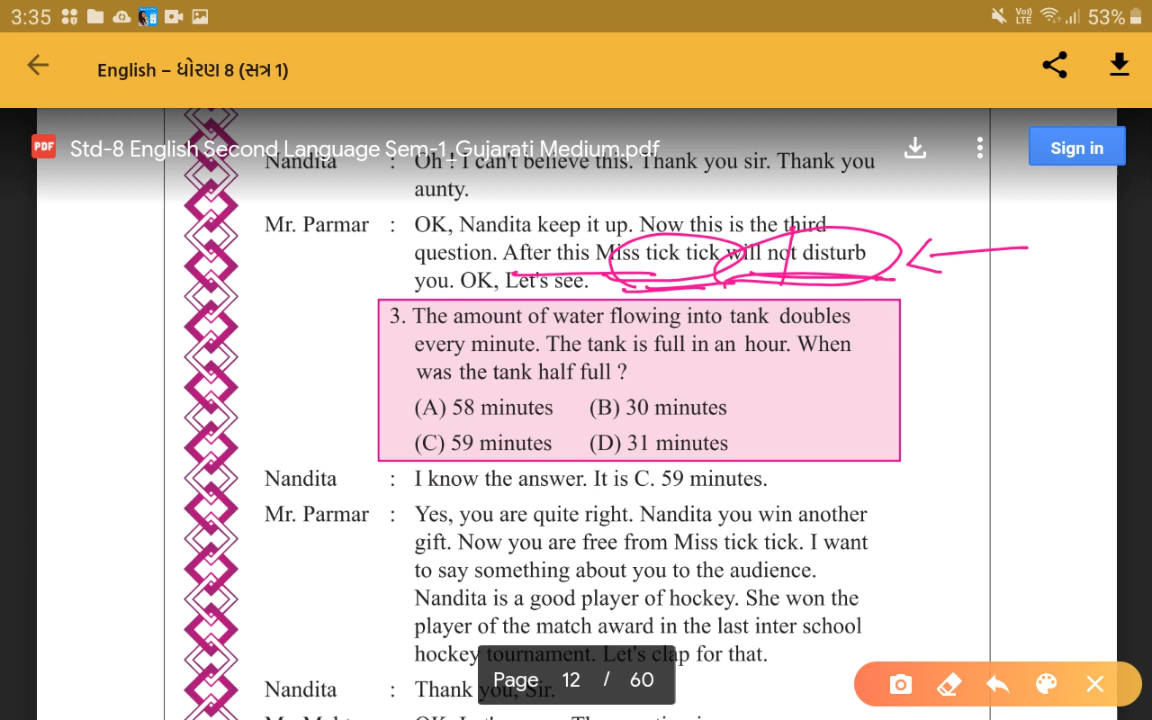 3:35 Vo)) LTE 53%
English – ધોરણ 8 (સત્ર 1)
PDF Std-8 English Second Language Sem-1_Gujarati Medium.pdf Sign in
Nandita : Oh ! I can't believe this. Thank you sir. Thank you
aunty.
Mr. Parmar : OK, Nandita keep it up. Now this is the third
question. After this Miss tick tick will not disturb
you. OK, Let's see.
3. The amount of water flowing into tank doubles
every minute. The tank is full in an hour. When
was the tank half full ?
(A) 58 minutes (B) 30 minutes
(C) 59 minutes (D) 31 minutes
Nandita : I know the answer. It is C. 59 minutes.
Mr. Parmar : Yes, you are quite right. Nandita you win another
gift. Now you are free from Miss tick tick. I want
to say something about you to the audience.
Nandita is a good player of hockey. She won the
player of the match award in the last inter school
hockey tournament. Let's clap for that.
Page 12 / 60
Nandita : Thank you, Sir.